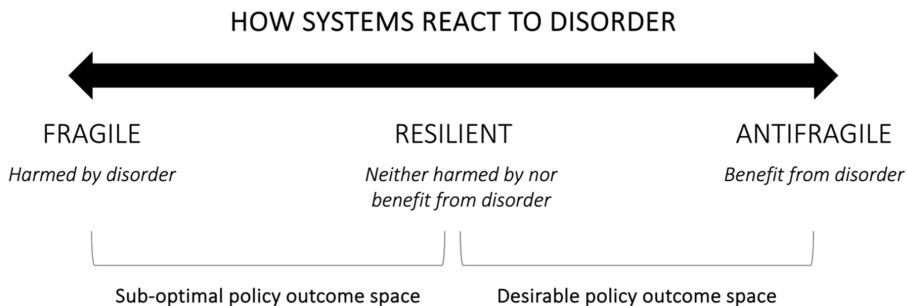 HOW SYSTEMS REACT TO DISORDER
FRAGILE
Harmed by disorder
RESILIENT
Neither harmed by nor
benefit from disorder
ANTIFRAGILE
Benefit from disorder
Sub-optimal policy outcome space
Desirable policy outcome space